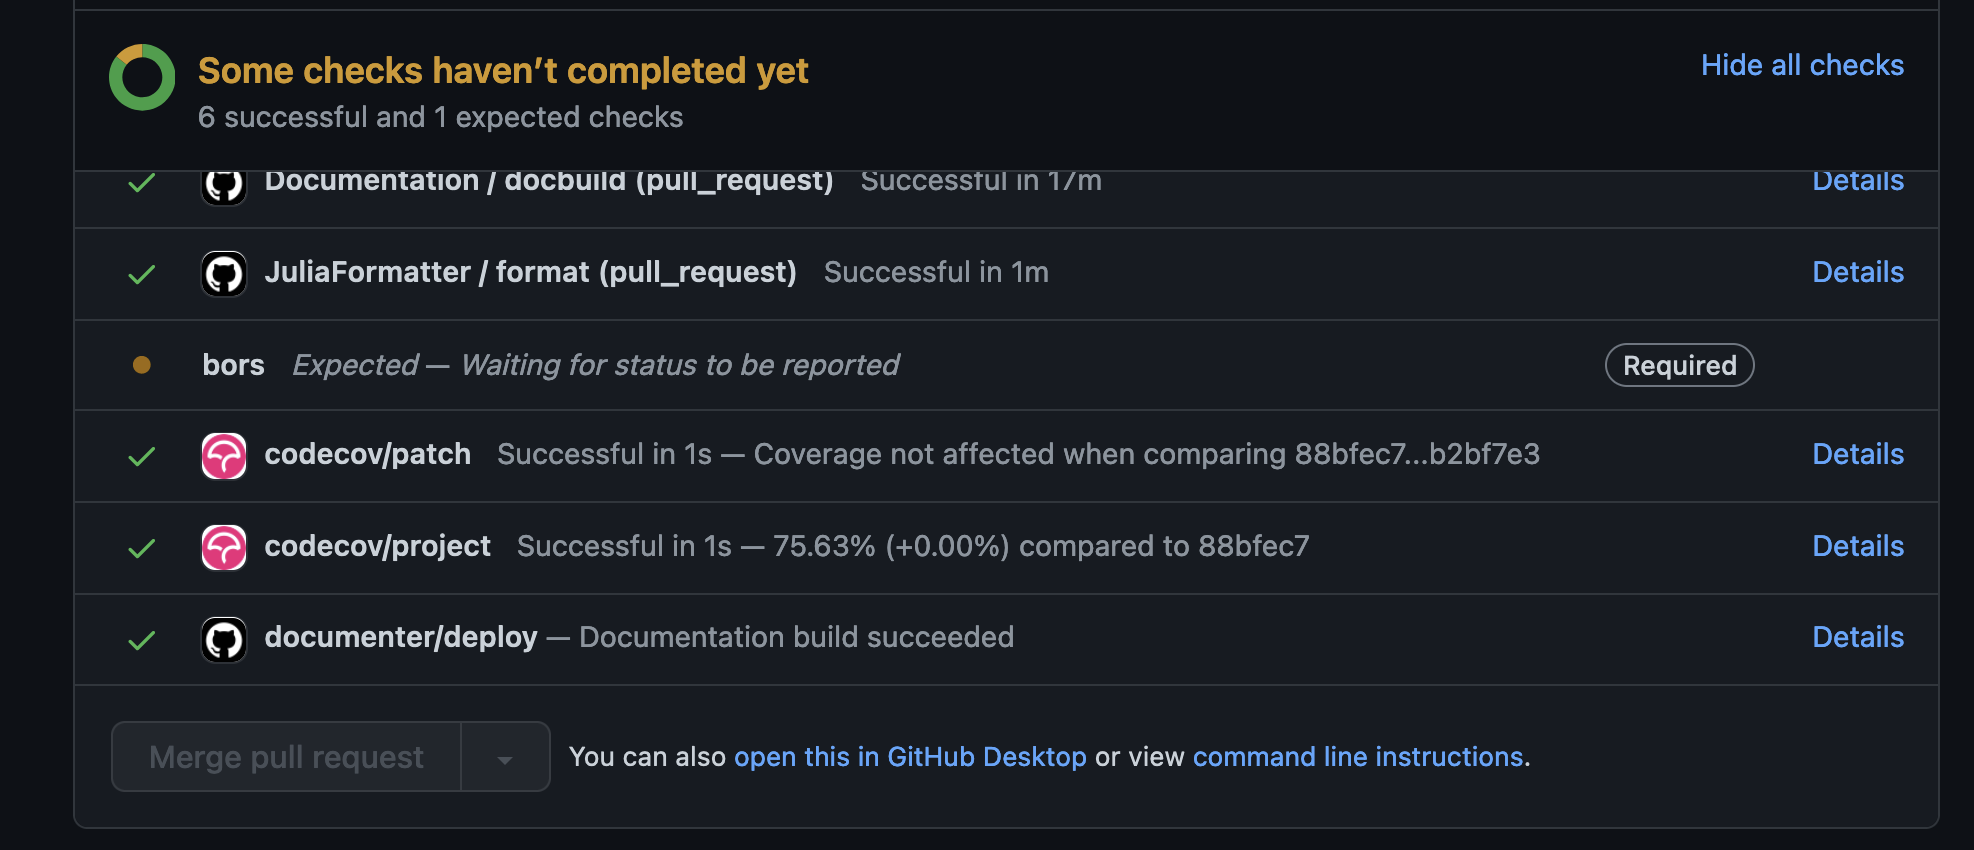 Some checks haven’t completed yet
Hide all checks
6 successful and 1 expected checks
Documentation / docbuild (pull_request) Successful in 17m Details
JuliaFormatter / format (pull_request) Successful in 1m Details
bors Expected — Waiting for status to be reported Required
codecov/patch Successful in 1s — Coverage not affected when comparing 88bfec7...b2bf7e3 Details
codecov/project Successful in 1s — 75.63% (+0.00%) compared to 88bfec7 Details
documenter/deploy — Documentation build succeeded Details
Merge pull request You can also open this in GitHub Desktop or view command line instructions.